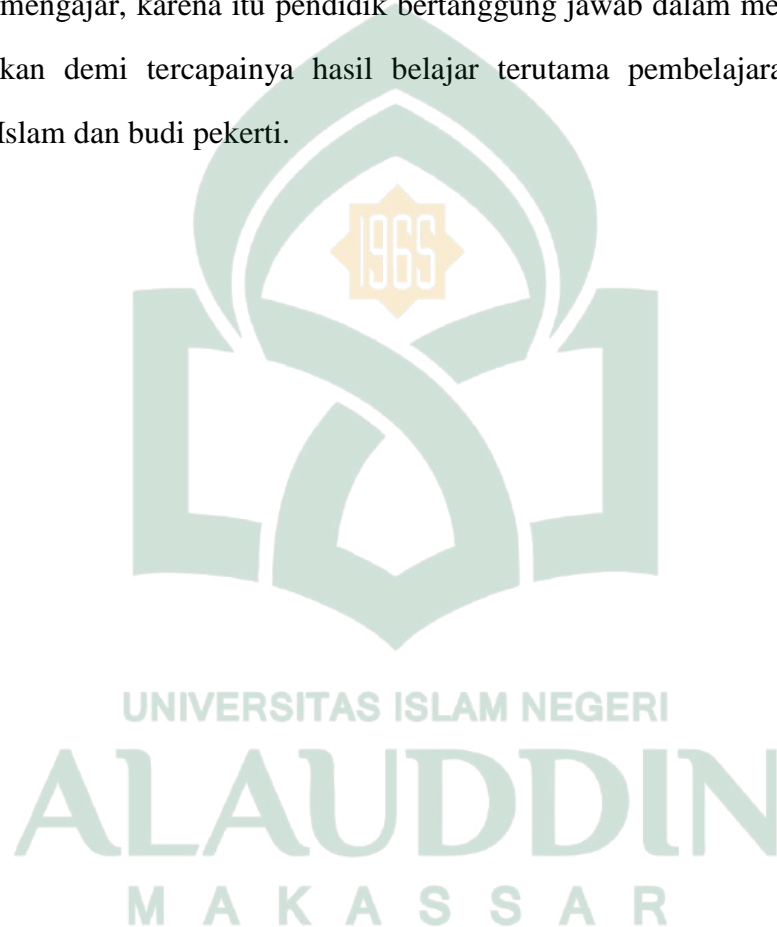 mengajar, karena itu pendidik bertanggung jawab dalam me
kan demi tercapainya hasil belajar terutama pembelajara
Islam dan budi pekerti.
1965
UNIVERSITAS ISLAM NEGERI
ALAUDDIN
MAKASSAR